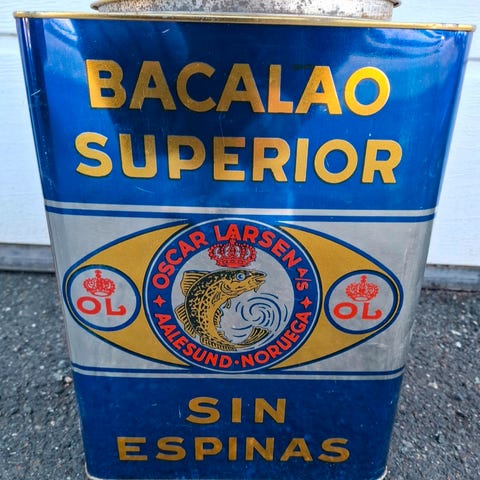 BACALAO
SUPERIOR
OSCAR LARSEN A/S
OL
OL
AALESUND-NORUEGA
SIN
ESPINAS